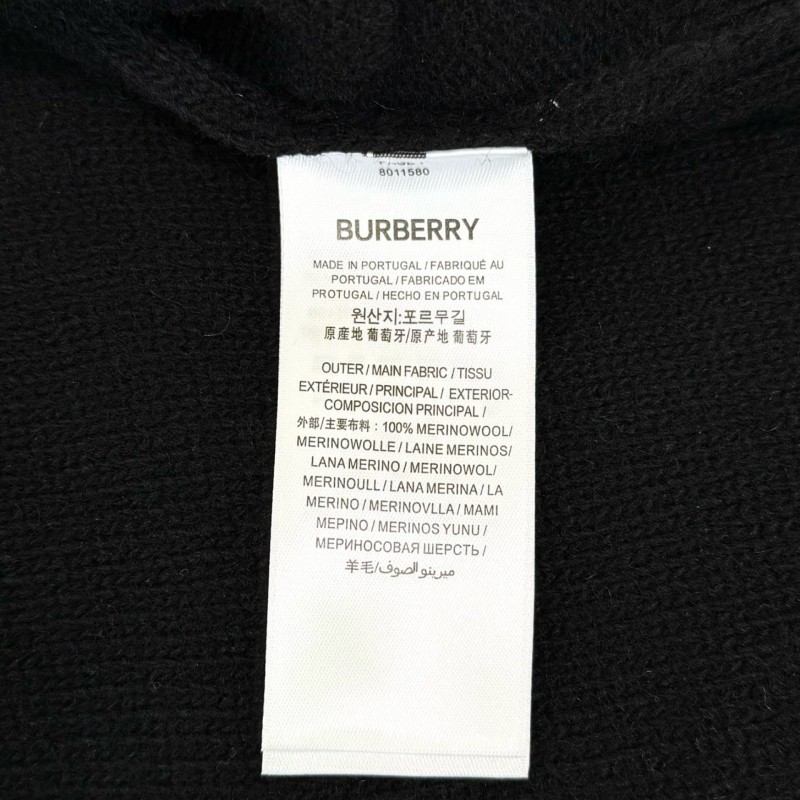 8011580
BURBERRY
MADE IN PORTUGAL / FABRIQUÉ AU
PORTUGAL / FABRICADO EM
PROTUGAL / HECHO EN PORTUGAL
원산지:포르무길
原産地 葡萄牙/原产地 葡萄牙
OUTER / MAIN FABRIC / TISSU
EXTÉRIEUR / PRINCIPAL / EXTERIOR-
COMPOSICION PRINCIPAL /
外部/主要布料：100% MERINOWOOL/
MERINOWOLLE / LAINE MERINOS/
LANA MERINO / MERINOWOL/
MERINOULL / LANA MERINA / LA
MERINO / MERINOVLLA / MAMI
MEPINO / MERINOS YUNU /
МЕРИНОСОВАЯ ШЕРСТЬ /
羊毛/ميرينو الصوف